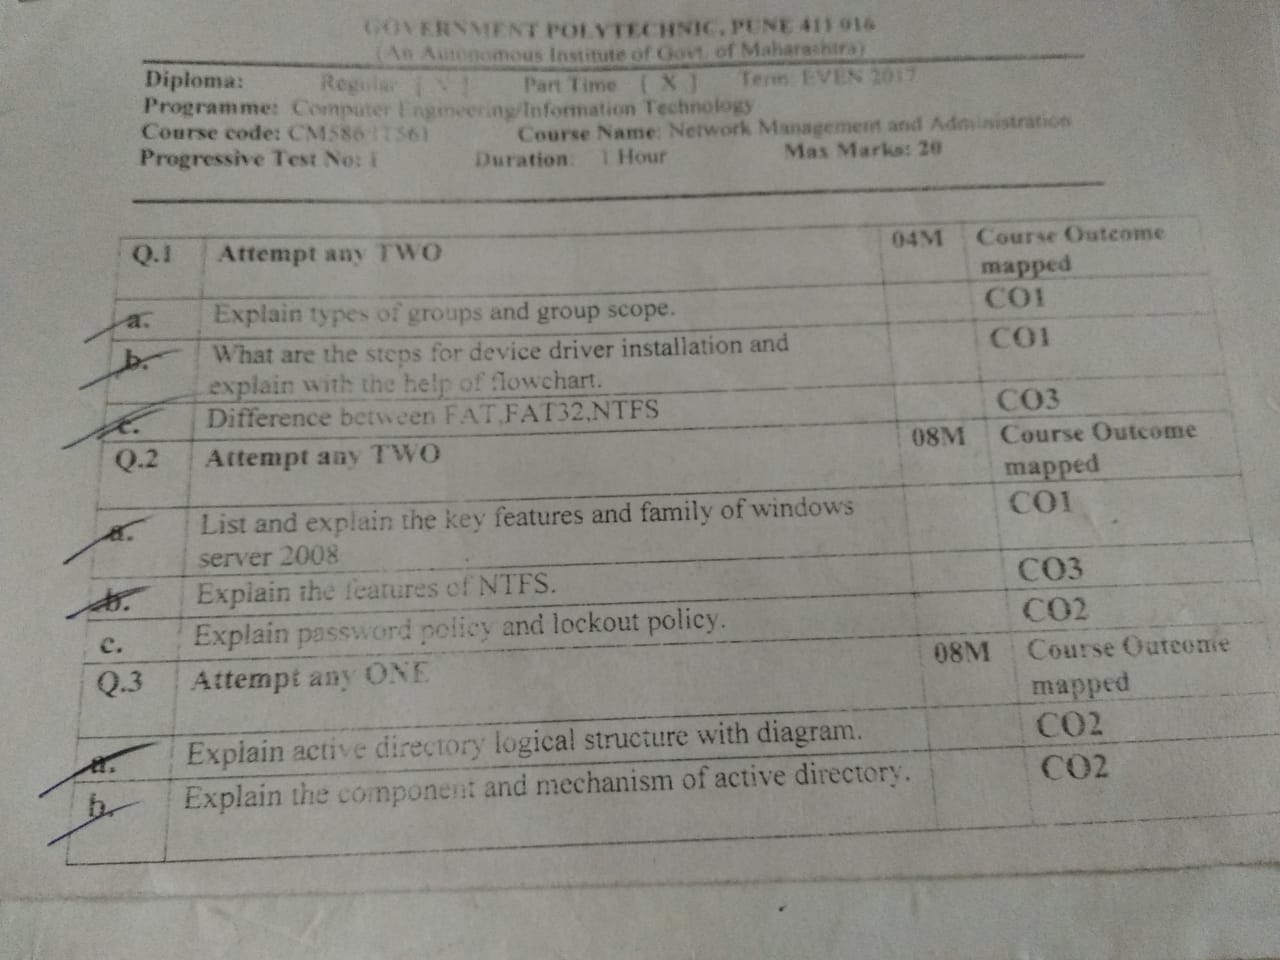 GOVERNMENT POLYTECHNIC, PUNE 411 016
(An Autonomous Institute of Govt. of Maharashtra)
Diploma: Regular [ ] Part Time [ X ] Term: EVEN 2017
Programme: Computer Engineering/Information Technology
Course code: Course Name: Network Management and Administration
Progressive Test No: I Duration: 1 Hour Max Marks: 20
Q.1 Attempt any TWO 04M Course Outcome
mapped
a. Explain types of groups and group scope. CO1
b. What are the steps for device driver installation and CO1
explain with the help of flowchart.
c. Difference between FAT,FAT32,NTFS CO3
Q.2 Attempt any TWO 08M Course Outcome
mapped
a. List and explain the key features and family of windows CO1
server 2008
b. Explain the features of NTFS. CO3
c. Explain password policy and lockout policy. CO2
Q.3 Attempt any ONE 08M Course Outcome
mapped
a. Explain active directory logical structure with diagram. CO2
b. Explain the component and mechanism of active directory. CO2